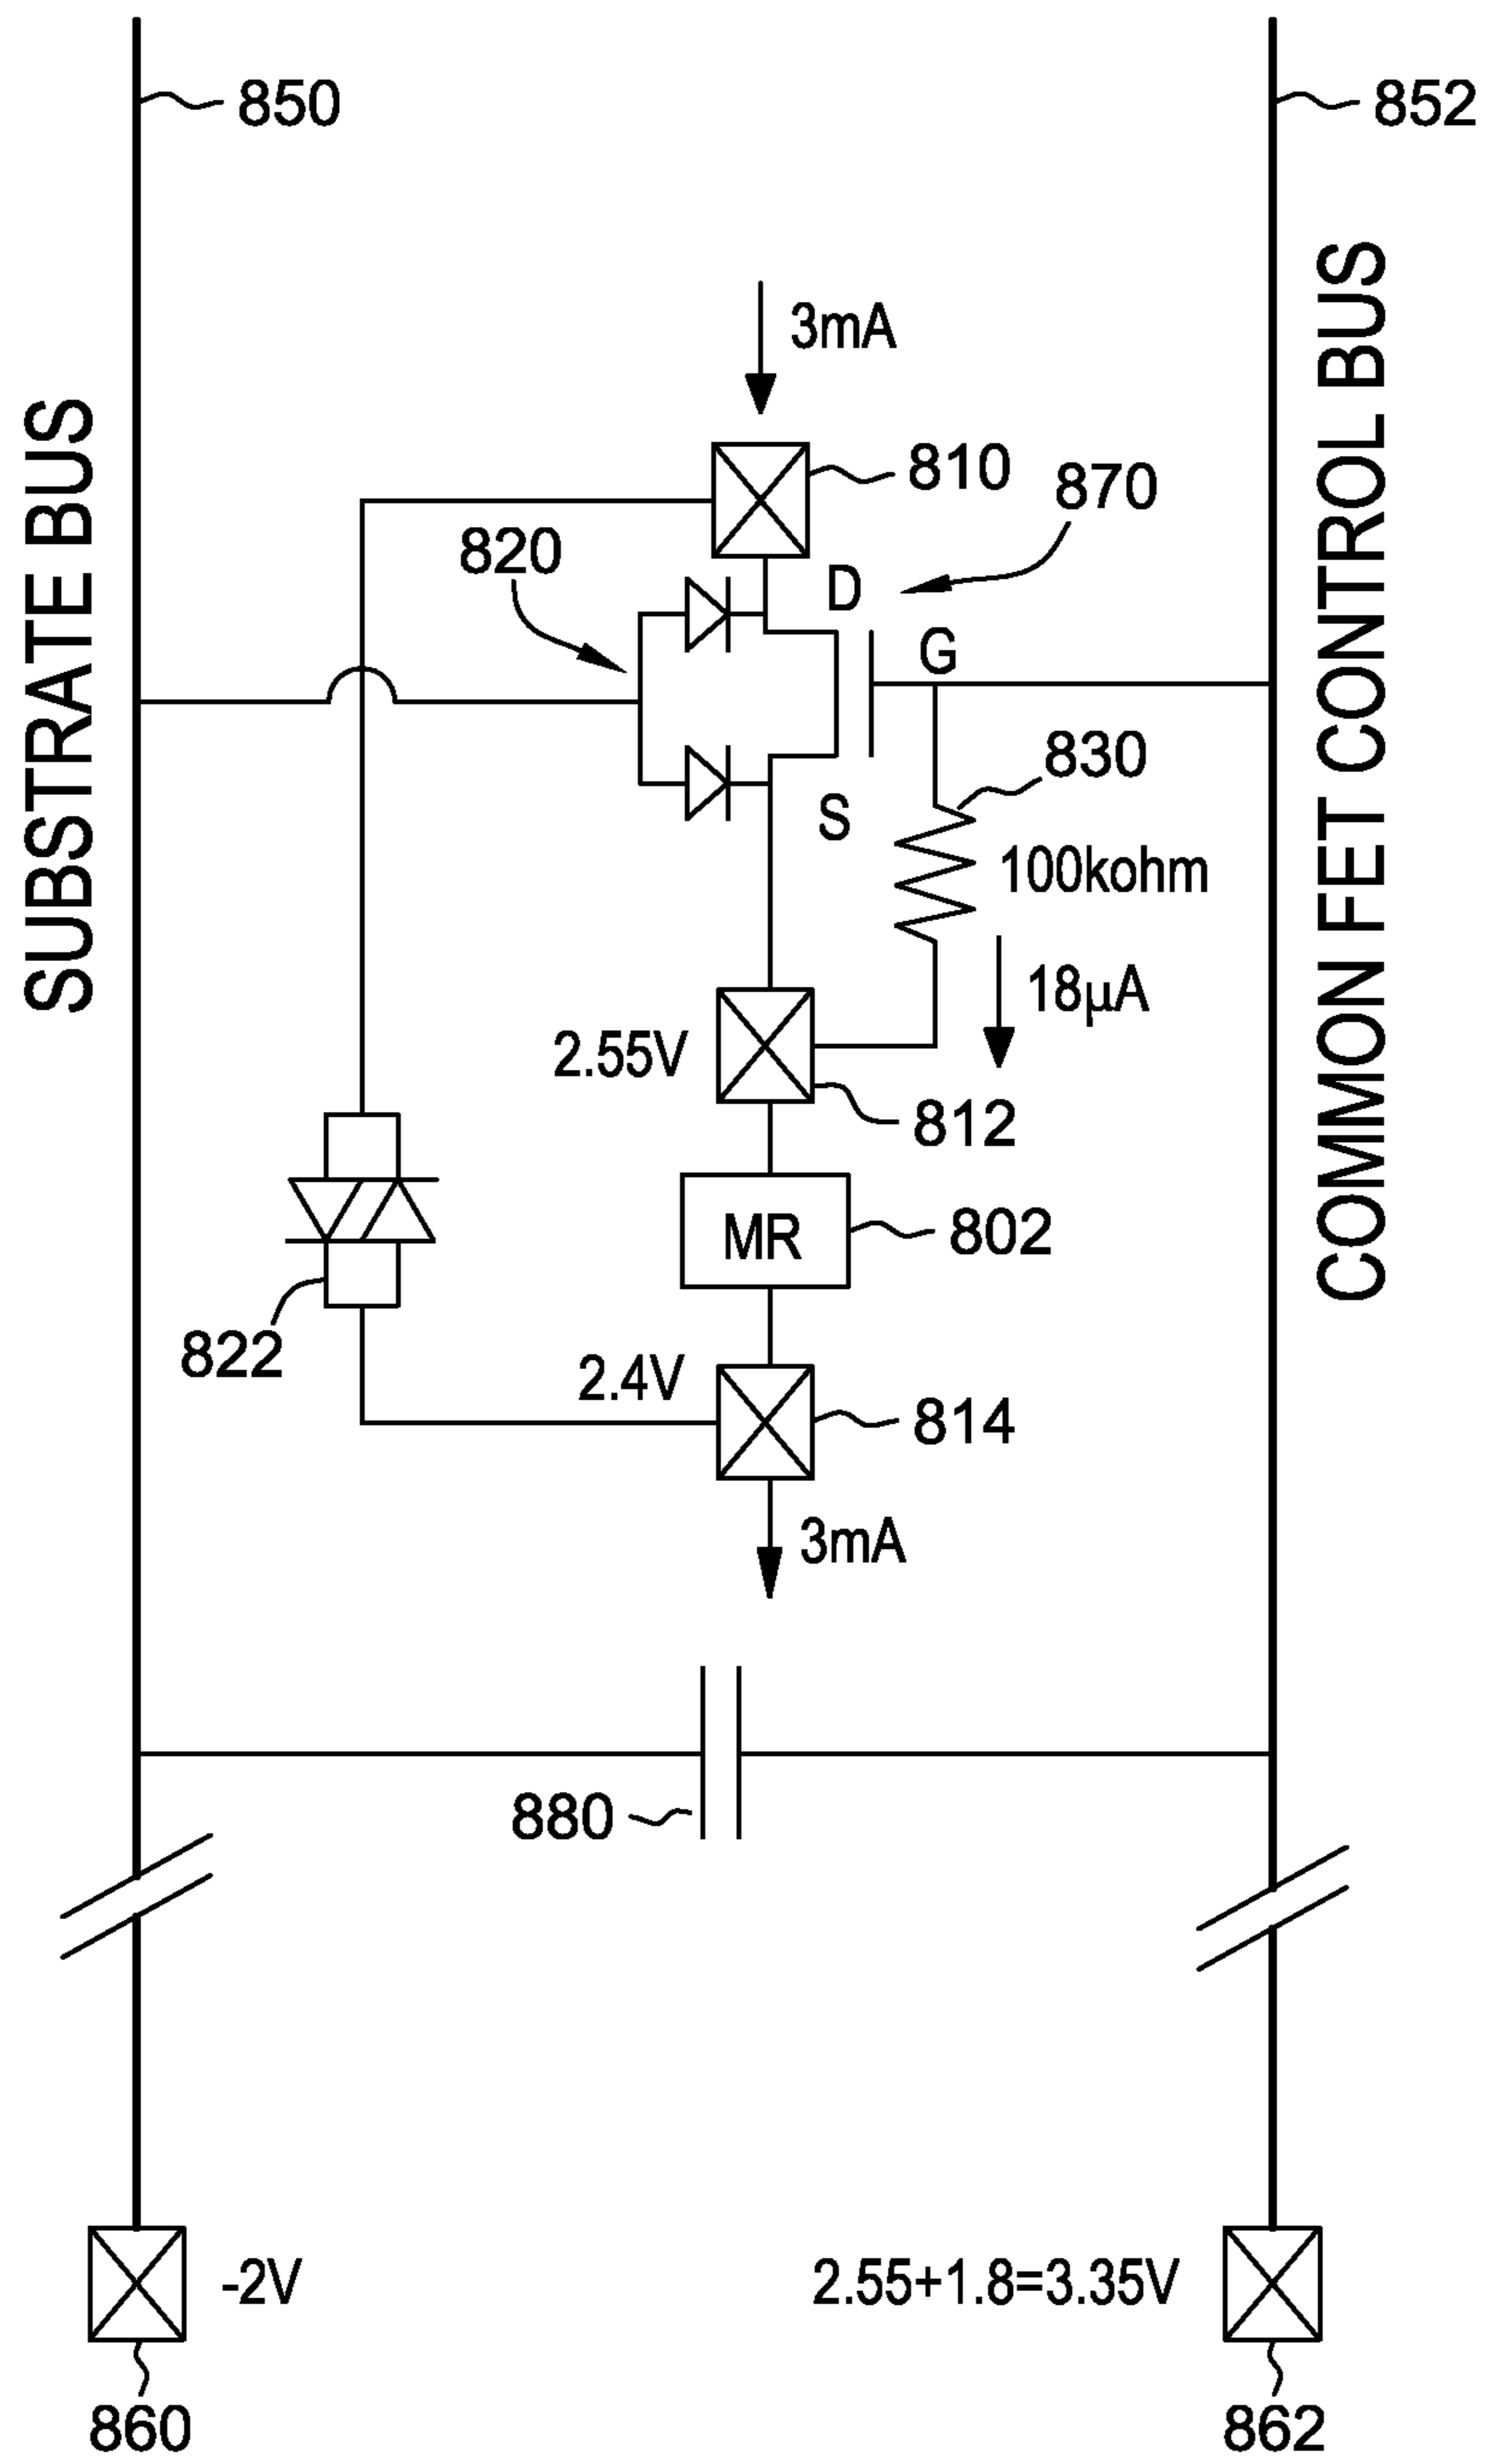 850
852
SUBSTRATE BUS
COMMON FET CONTROL BUS
3mA
810
870
820
D
G
830
S
100kohm
18μA
2.55V
812
MR
802
822
2.4V
814
3mA
880
-2V
2.55+1.8=3.35V
860
862